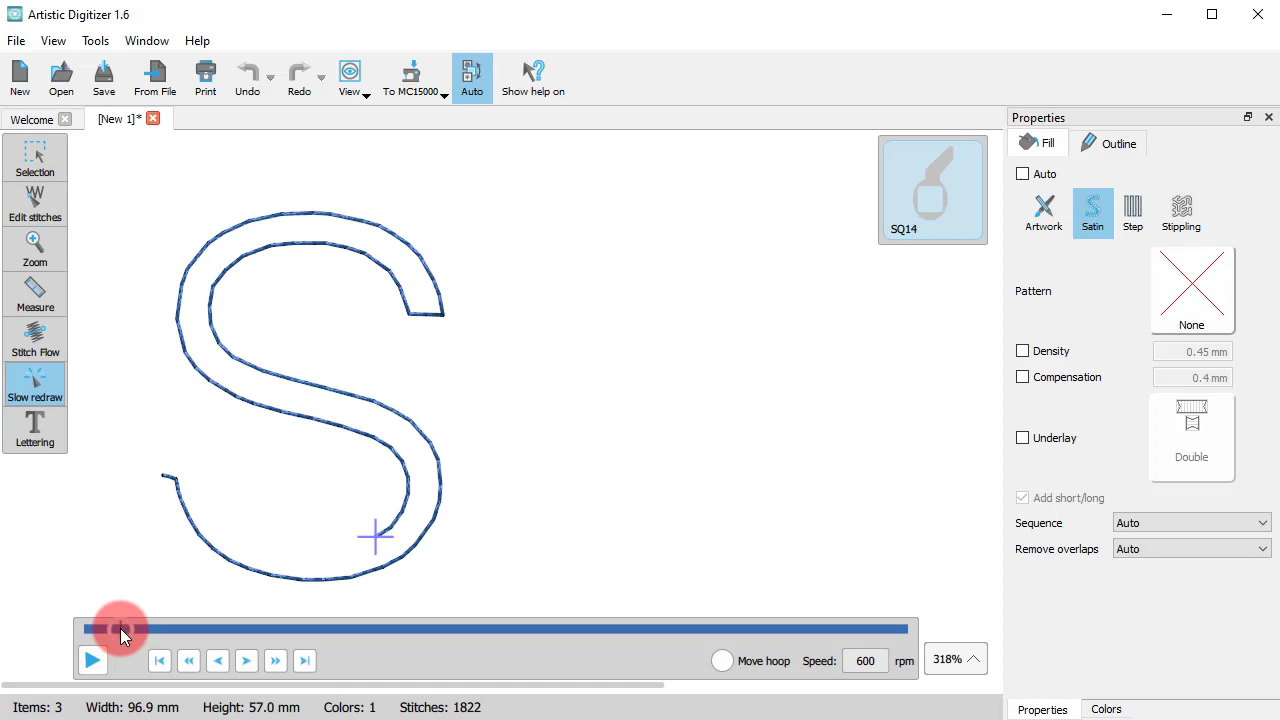 Artistic Digitizer 1.6
File View Tools Window Help
New Open Save From File Print Undo Redo View To MC15000 Auto Show help on
Welcome [New 1]*
Properties
Fill Outline
Selection
Edit stitches
Zoom
Measure
Stitch Flow
Slow redraw
Lettering
SQ14
Auto
Artwork Satin Step Stippling
Pattern
None
Density 0.45 mm
Compensation 0.4 mm
Underlay
Double
Add short/long
Sequence Auto
Remove overlaps Auto
Move hoop Speed: 600 rpm 318%
Items: 3 Width: 96.9 mm Height: 57.0 mm Colors: 1 Stitches: 1822
Properties Colors